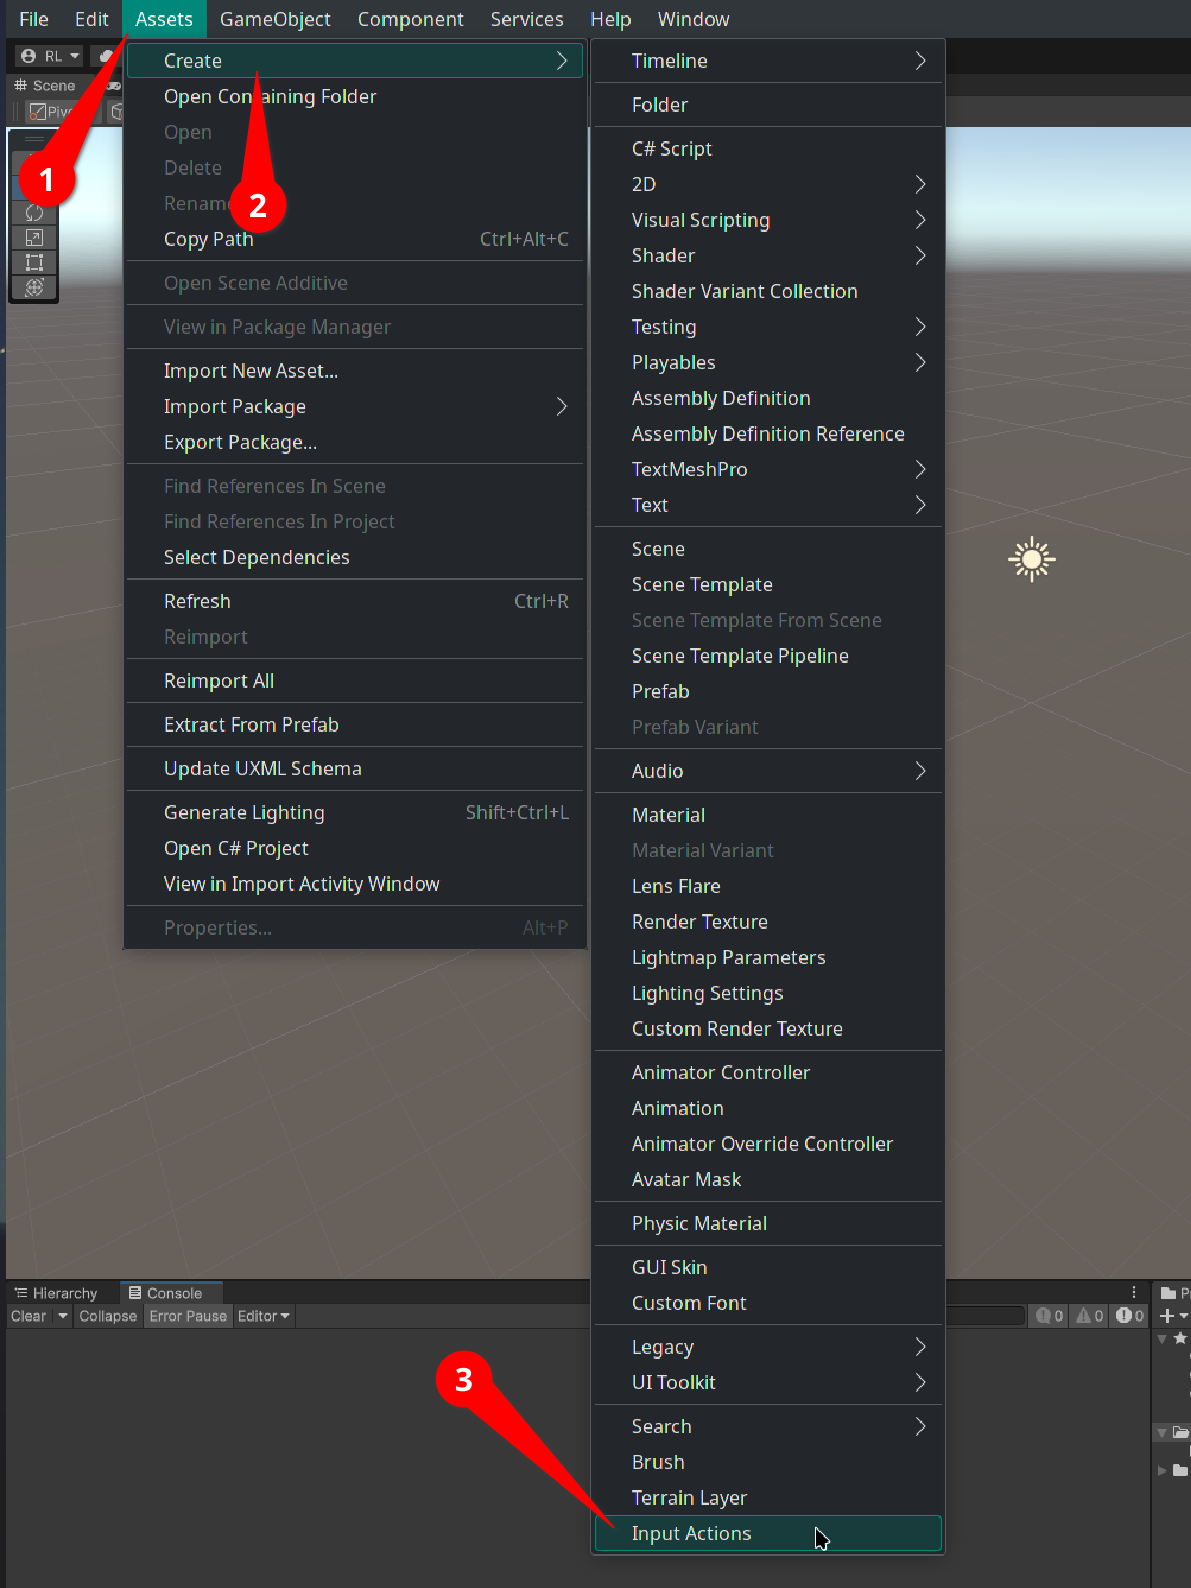 File Edit Assets GameObject Component Services Help Window
RL
Scene
1
2
Create
Open Containing Folder
Open
Delete
Copy Path Ctrl+Alt+C
Open Scene Additive
View in Package Manager
Import New Asset...
Import Package
Export Package...
Find References In Scene
Find References In Project
Select Dependencies
Refresh Ctrl+R
Reimport
Reimport All
Extract From Prefab
Update UXML Schema
Generate Lighting Shift+Ctrl+L
Open C# Project
View in Import Activity Window
Properties... Alt+P
Timeline
Folder
C# Script
2D
Visual Scripting
Shader
Shader Variant Collection
Testing
Playables
Assembly Definition
Assembly Definition Reference
TextMeshPro
Text
Scene
Scene Template
Scene Template From Scene
Scene Template Pipeline
Prefab
Prefab Variant
Audio
Material
Material Variant
Lens Flare
Render Texture
Lightmap Parameters
Lighting Settings
Custom Render Texture
Animator Controller
Animation
Animator Override Controller
Avatar Mask
Physic Material
GUI Skin
Custom Font
Legacy
UI Toolkit
Search
Brush
Terrain Layer
Input Actions
Hierarchy Console
Clear Collapse Error Pause Editor 0 0 0
3